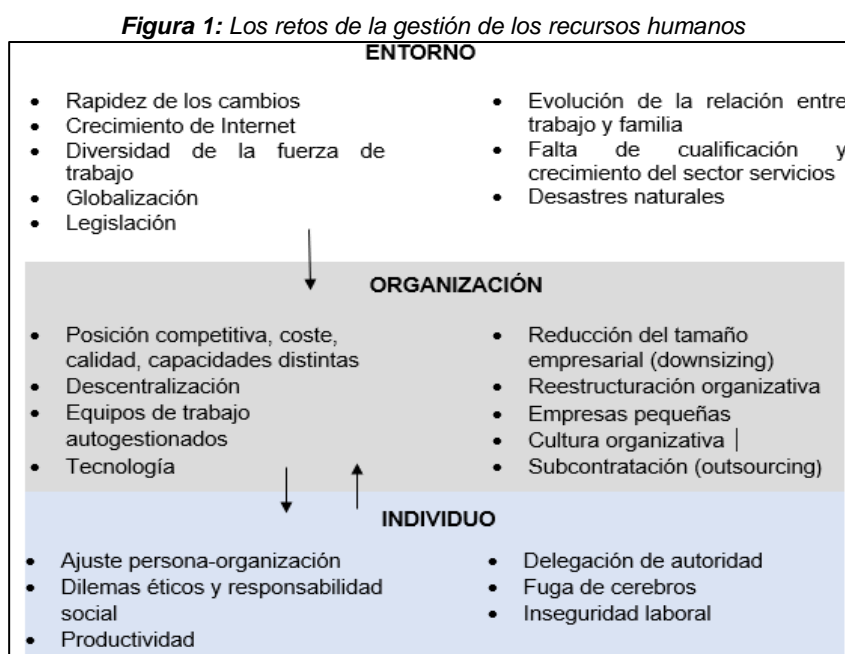 Figura 1: Los retos de la gestión de los recursos humanos
ENTORNO
• Rapidez de los cambios
• Crecimiento de Internet
• Diversidad de la fuerza de
trabajo
• Globalización
• Legislación
• Evolución de la relación entre
trabajo y familia
• Falta de cualificación y
crecimiento del sector servicios
• Desastres naturales
ORGANIZACIÓN
• Posición competitiva, coste,
calidad, capacidades distintas
• Descentralización
• Equipos de trabajo
autogestionados
• Tecnología
• Reducción del tamaño
empresarial (downsizing)
• Reestructuración organizativa
• Empresas pequeñas
• Cultura organizativa
• Subcontratación (outsourcing)
INDIVIDUO
• Ajuste persona-organización
• Dilemas éticos y responsabilidad
social
• Productividad
• Delegación de autoridad
• Fuga de cerebros
• Inseguridad laboral